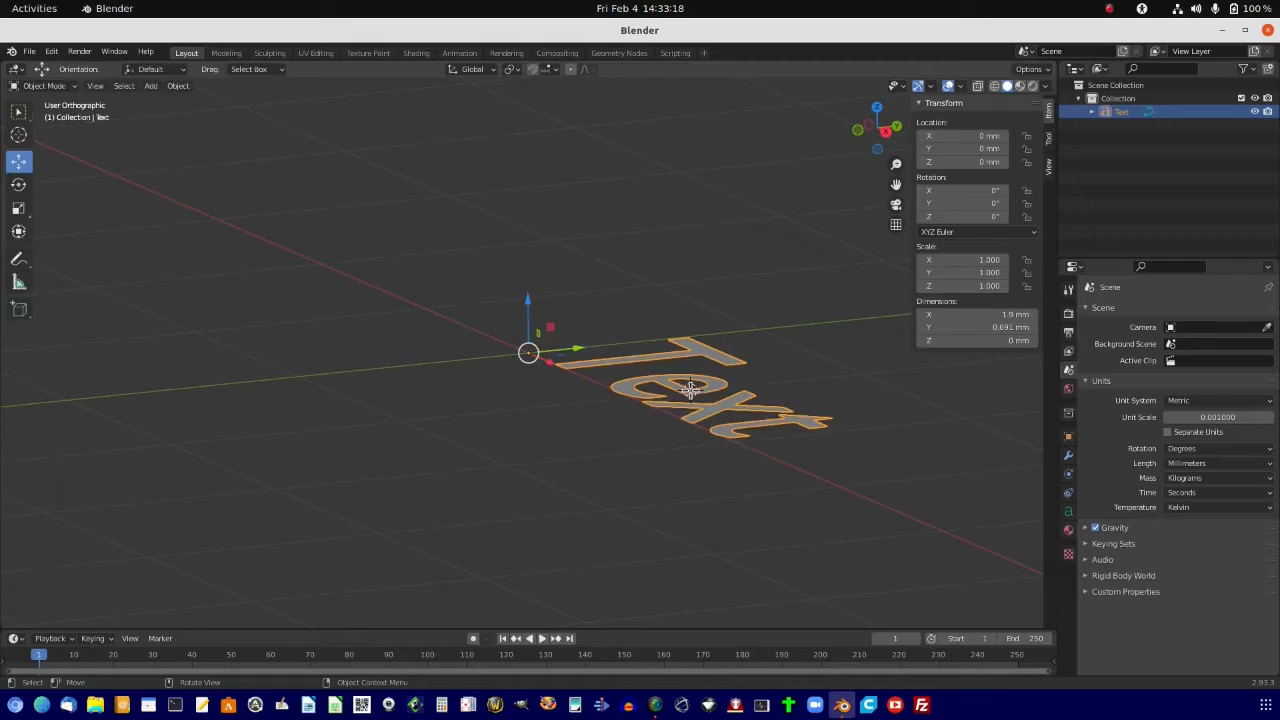 Activities Blender Fri Feb 4 14:33:18 100 %
Blender
File Edit Render Window Help Layout Modeling Sculpting UV Editing Texture Paint Shading Animation Rendering Compositing Geometry Nodes Scripting + Scene View Layer
Orientation: Default Drag: Select Box Global Options
Object Mode View Select Add Object
User Orthographic
(1) Collection | Text
Transform
Location:
X 0 mm
Y 0 mm
Z 0 mm
Rotation:
X 0°
Y 0°
Z 0°
XYZ Euler
Scale:
X 1.000
Y 1.000
Z 1.000
Dimensions:
X 1.9 mm
Y 0.691 mm
Z 0 mm
Item
Tool
View
Z
Y
X
Text
Scene Collection
Collection
Text
Scene
Scene
Camera
Background Scene
Active Clip
Units
Unit System Metric
Unit Scale 0.001000
Separate Units
Rotation Degrees
Length Millimeters
Mass Kilograms
Time Seconds
Temperature Kelvin
Gravity
Keying Sets
Audio
Rigid Body World
Custom Properties
Playback Keying View Marker 1 Start 1 End 250
1 10 20 30 40 50 60 70 80 90 100 110 120 130 140 150 160 170 180 190 200 210 220 230 240 250
Select Move Rotate View Object Context Menu 2.93.3